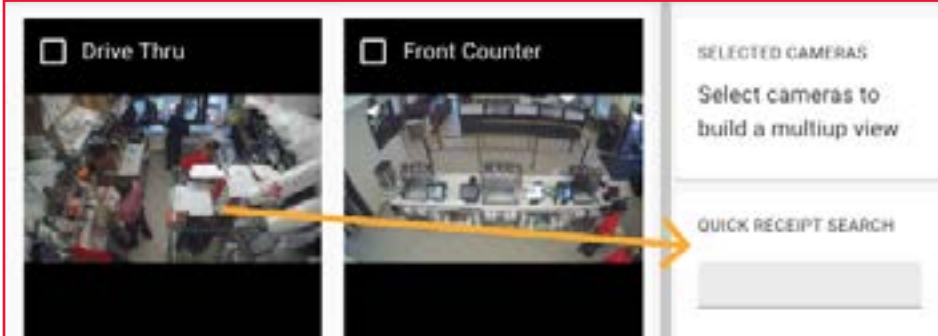 Drive Thru
Front Counter
SELECTED CAMERAS
Select cameras to
build a multiup view
QUICK RECEIPT SEARCH